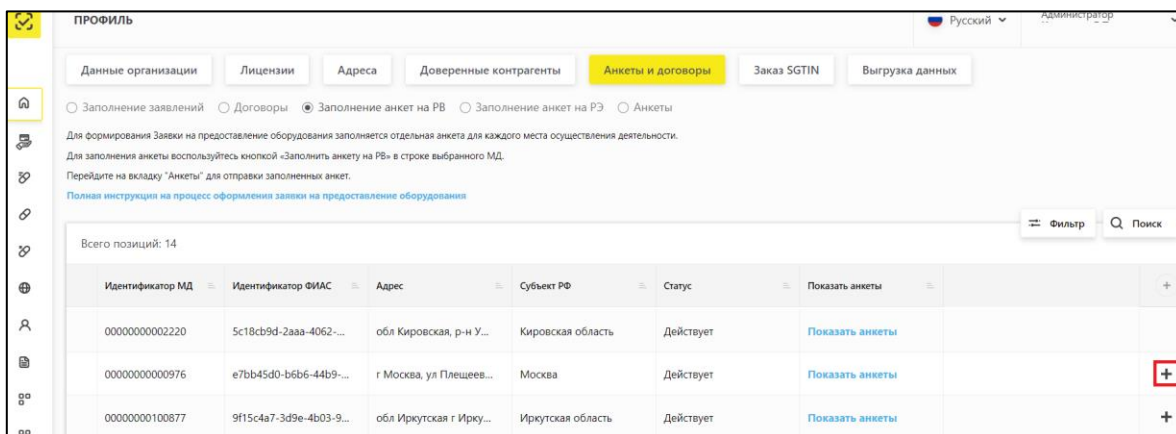 ПРОФИЛЬ
Русский
Администратор
Данные организации Лицензии Адреса Доверенные контрагенты Анкеты и договоры Заказ SGTIN Выгрузка данных
Заполнение заявлений Договоры Заполнение анкет на РВ Заполнение анкет на РЭ Анкеты
Для формирования Заявки на предоставление оборудования заполняется отдельная анкета для каждого места осуществления деятельности.
Для заполнения анкеты воспользуйтесь кнопкой «Заполнить анкету на РВ» в строке выбранного МД.
Перейдите на вкладку "Анкеты" для отправки заполненных анкет.
Полная инструкция на процесс оформления заявки на предоставление оборудования
Фильтр Поиск
Всего позиций: 14
Идентификатор МД Идентификатор ФИАС Адрес Субъект РФ Статус Показать анкеты
00000000002220 5c18cb9d-2aaa-4062-... обл Кировская, р-н У... Кировская область Действует Показать анкеты
00000000000976 e7bb45d0-b6b6-44b9-... г Москва, ул Плещеев... Москва Действует Показать анкеты
00000000100877 9f15c4a7-3d9e-4b03-9... обл Иркутская г Ирку... Иркутская область Действует Показать анкеты